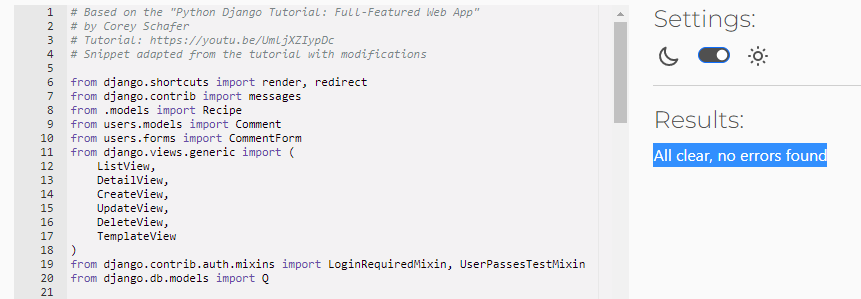 1 # Based on the "Python Django Tutorial: Full-Featured Web App"
2 # by Corey Schafer
3 # Tutorial: https://youtu.be/UmljXZIypDc
4 # Snippet adapted from the tutorial with modifications
5
6 from django.shortcuts import render, redirect
7 from django.contrib import messages
8 from .models import Recipe
9 from users.models import Comment
10 from users.forms import CommentForm
11 from django.views.generic import (
12     ListView,
13     DetailView,
14     CreateView,
15     UpdateView,
16     DeleteView,
17     TemplateView
18 )
19 from django.contrib.auth.mixins import LoginRequiredMixin, UserPassesTestMixin
20 from django.db.models import Q
21
Settings:
Results:
All clear, no errors found